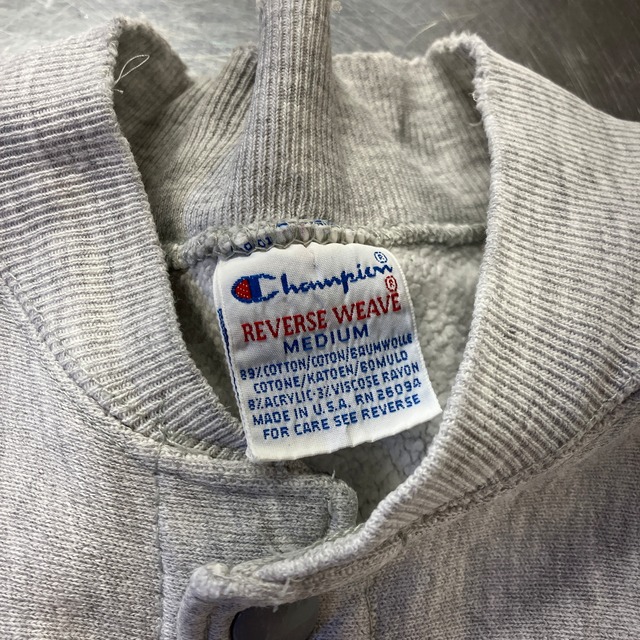 Champion®
REVERSE WEAVE®
MEDIUM
89%COTTON/COTON/BAUMWOLLE
COTONE/KATOEN/BOMULD
8%ACRYLIC·3%VISCOSE RAYON
MADE IN U.S.A. RN 26094
FOR CARE SEE REVERSE